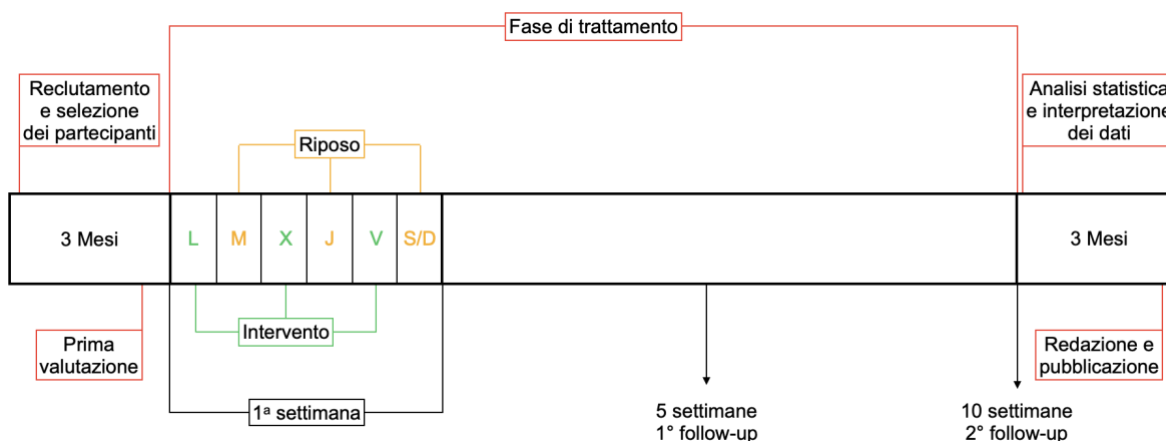 Fase di trattamento
Reclutamento
e selezione
dei partecipanti
Analisi statistica
e interpretazione
dei dati
Riposo
3 Mesi
L M X J V S/D
3 Mesi
Intervento
Prima
valutazione
Redazione e
pubblicazione
1ª settimana
5 settimane
1° follow-up
10 settimane
2° follow-up